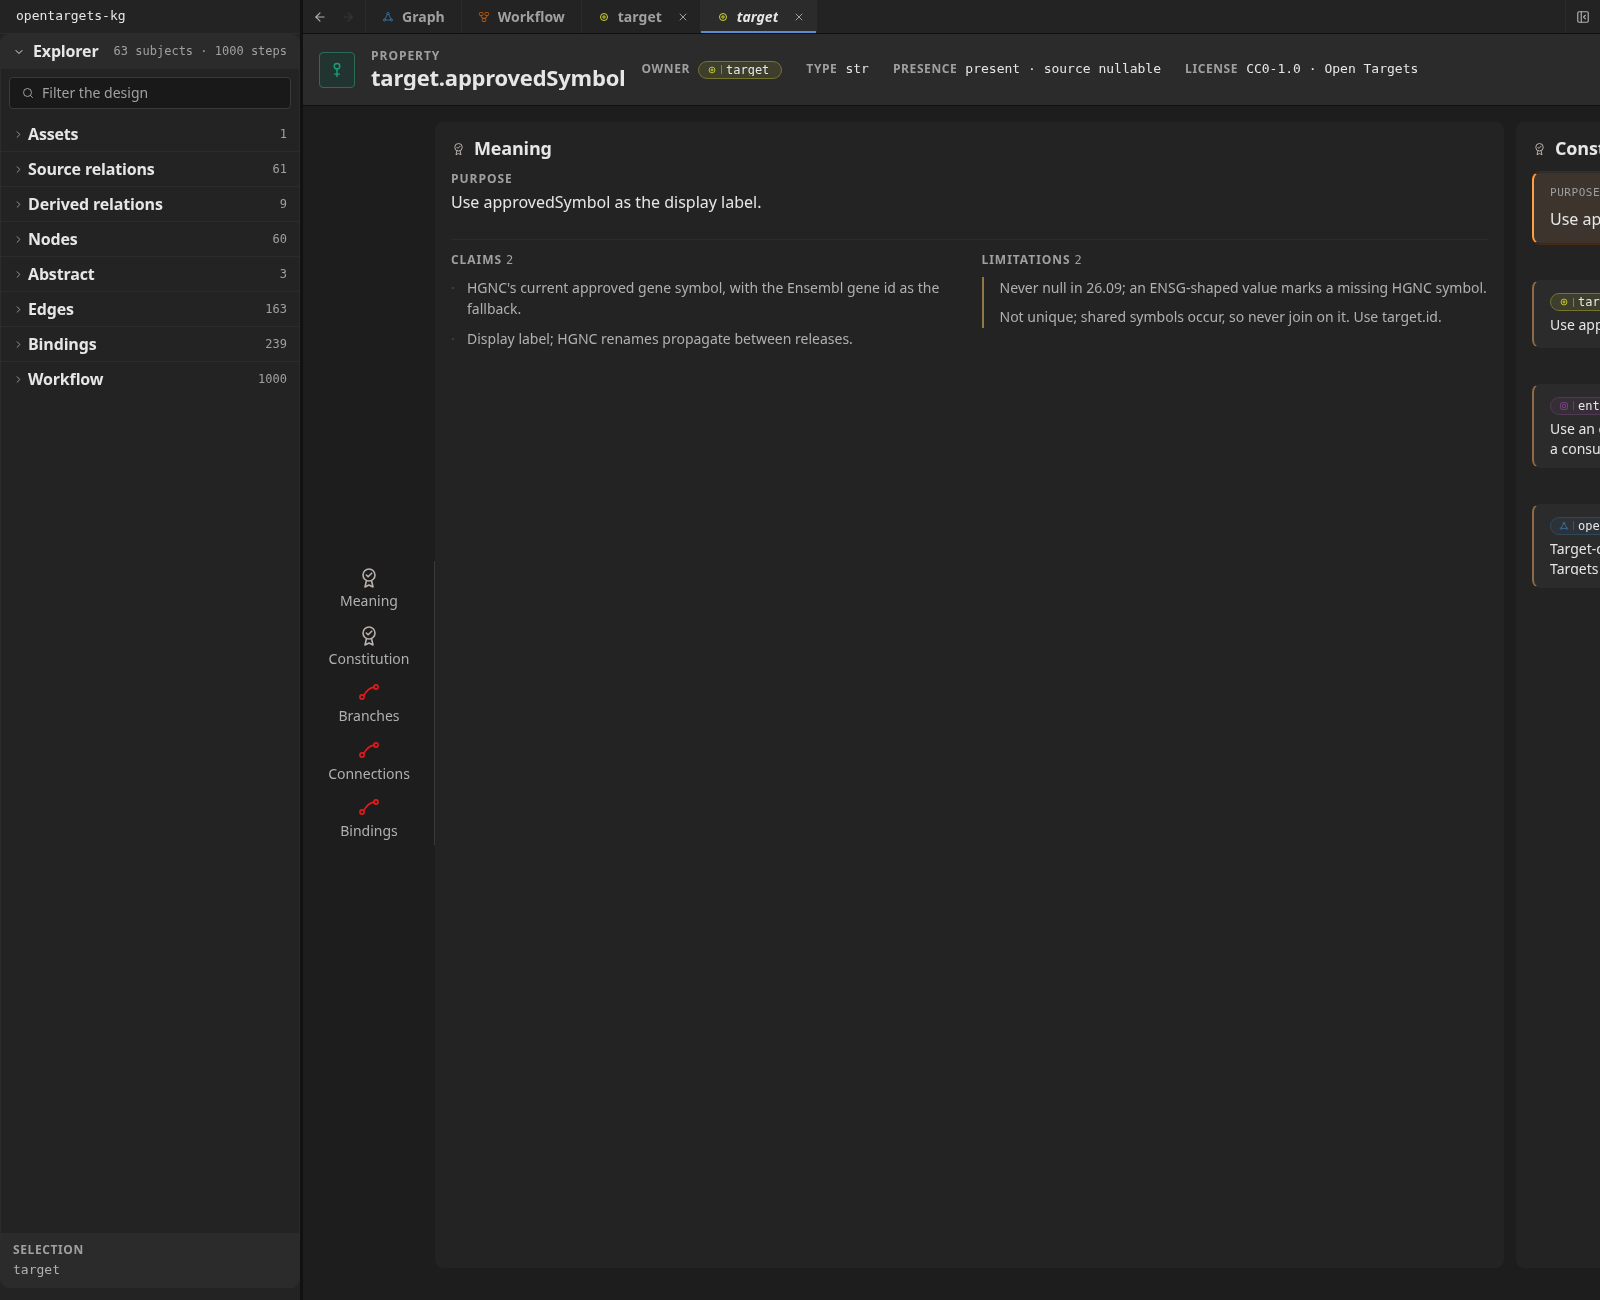 opentargets-kg
Explorer 63 subjects · 1000 steps
Filter the design
Assets 1
Source relations 61
Derived relations 9
Nodes 60
Abstract 3
Edges 163
Bindings 239
Workflow 1000
SELECTION
target
Graph Workflow target target
PROPERTY
target.approvedSymbol
OWNER target TYPE str PRESENCE present · source nullable LICENSE CC0-1.0 · Open Targets
Meaning
Constitution
Branches
Connections
Bindings
Meaning
PURPOSE
Use approvedSymbol as the display label.
CLAIMS 2
HGNC's current approved gene symbol, with the Ensembl gene id as the
fallback.
Display label; HGNC renames propagate between releases.
LIMITATIONS 2
Never null in 26.09; an ENSG-shaped value marks a missing HGNC symbol.
Not unique; shared symbols occur, so never join on it. Use target.id.
Const
PURPOSE
Use ap
tar
Use app
ent
Use an
a consu
ope
Target-
Targets